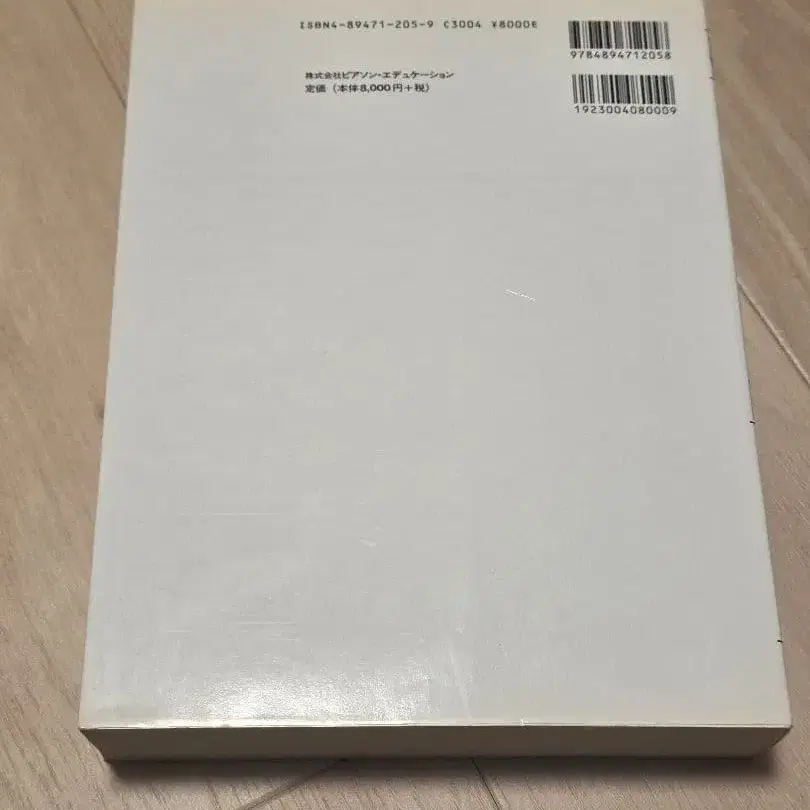 ISBN4-89471-205-9 C3004 ¥8000E
9784894712058
株式会社ピアソン・エデュケーション
定価(本体8,000円+税)
1923004080009